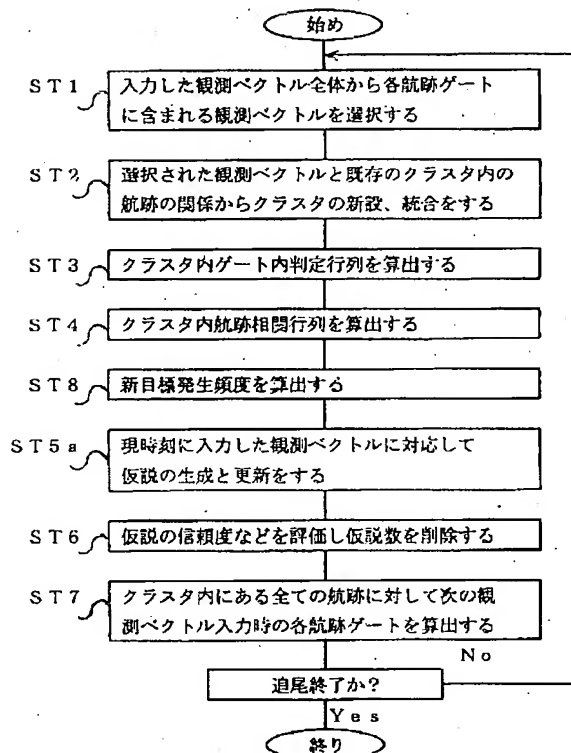 始め
ST1
入力した観測ベクトル全体から各航跡ゲート
に含まれる観測ベクトルを選択する
ST2
選択された観測ベクトルと既存のクラスタ内の
航跡の関係からクラスタの新設、統合をする
ST3
クラスタ内ゲート内判定行列を算出する
ST4
クラスタ内航跡相関行列を算出する
ST8
新目標発生頻度を算出する
ST5a
現時刻に入力した観測ベクトルに対応して
仮説の生成と更新をする
ST6
仮説の信頼度などを評価し仮説数を削除する
ST7
クラスタ内にある全ての航跡に対して次の観
測ベクトル入力時の各航跡ゲートを算出する
No
追尾終了か?
Yes
終り